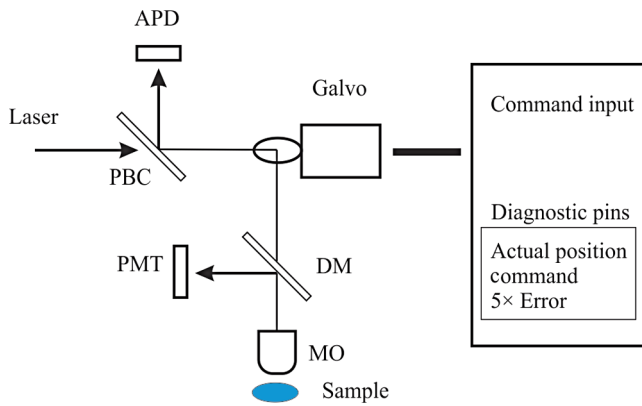 APD
Galvo
Laser
Command input
PBC
Diagnostic pins
PMT
DM
Actual position
command
5× Error
MO
Sample